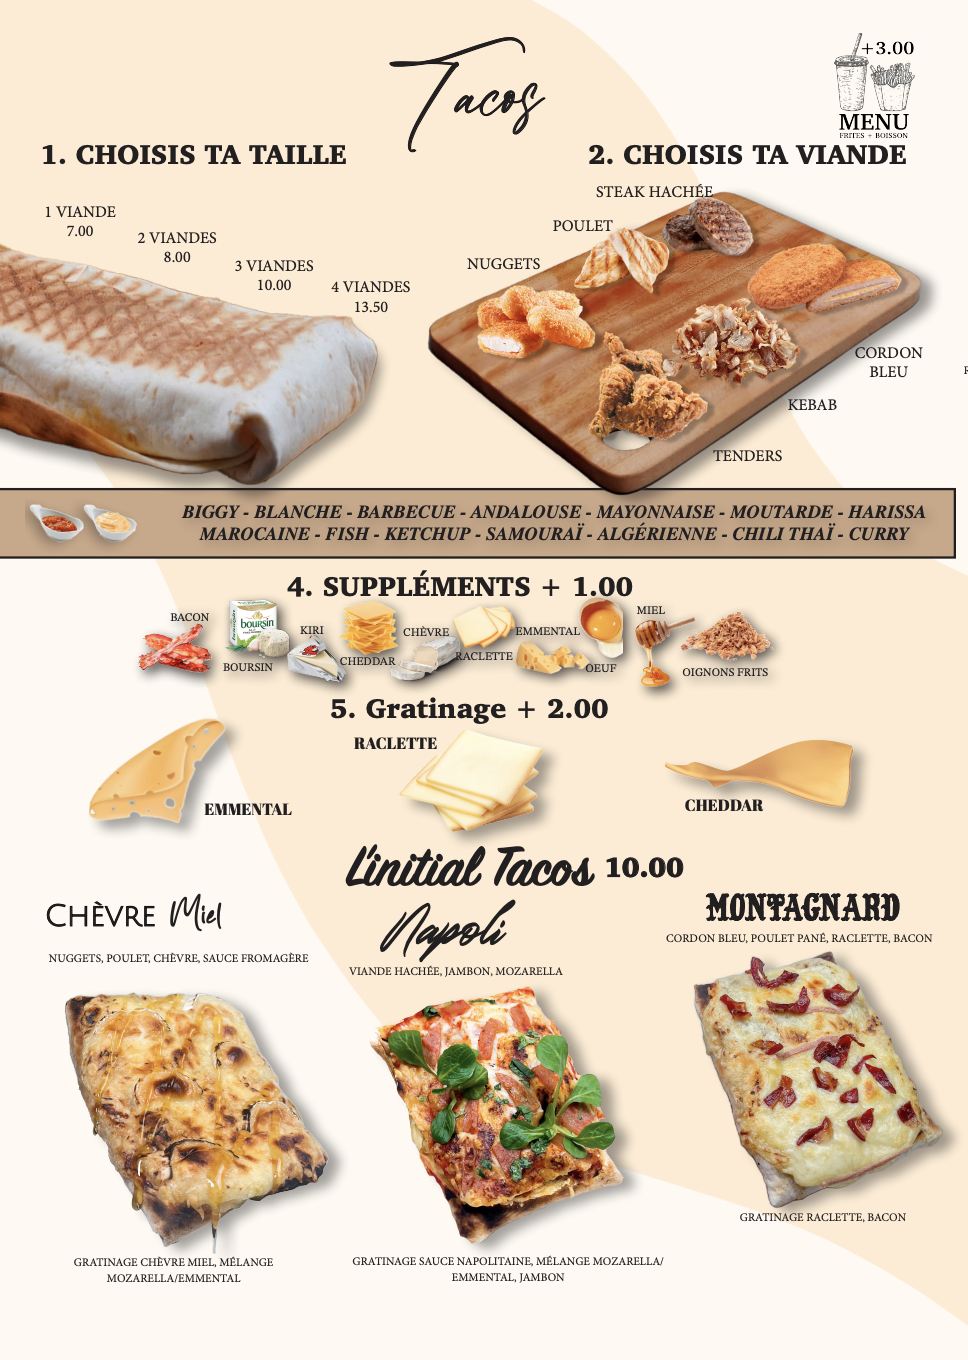 Tacos
+3.00
MENU
FRITES + BOISSON
1. CHOISIS TA TAILLE
1 VIANDE
7.00
2 VIANDES
8.00
3 VIANDES
10.00
4 VIANDES
13.50
2. CHOISIS TA VIANDE
STEAK HACHÉE
POULET
NUGGETS
CORDON
BLEU
KEBAB
TENDERS
BIGGY - BLANCHE - BARBECUE - ANDALOUSE - MAYONNAISE - MOUTARDE - HARISSA
MAROCAINE - FISH - KETCHUP - SAMOURAÏ - ALGÉRIENNE - CHILI THAÏ - CURRY
4. SUPPLÉMENTS + 1.00
BACON
boursin
BOURSIN
KIRI
CHEDDAR
CHÈVRE
RACLETTE
EMMENTAL
OEUF
MIEL
OIGNONS FRITS
5. Gratinage + 2.00
EMMENTAL
RACLETTE
CHEDDAR
L'initial Tacos 10.00
CHÈVRE Miel
NUGGETS, POULET, CHÈVRE, SAUCE FROMAGÈRE
GRATINAGE CHÈVRE MIEL, MÉLANGE
MOZARELLA/EMMENTAL
Napoli
VIANDE HACHÉE, JAMBON, MOZARELLA
GRATINAGE SAUCE NAPOLITAINE, MÉLANGE MOZARELLA/
EMMENTAL, JAMBON
MONTAGNARD
CORDON BLEU, POULET PANÉ, RACLETTE, BACON
GRATINAGE RACLETTE, BACON